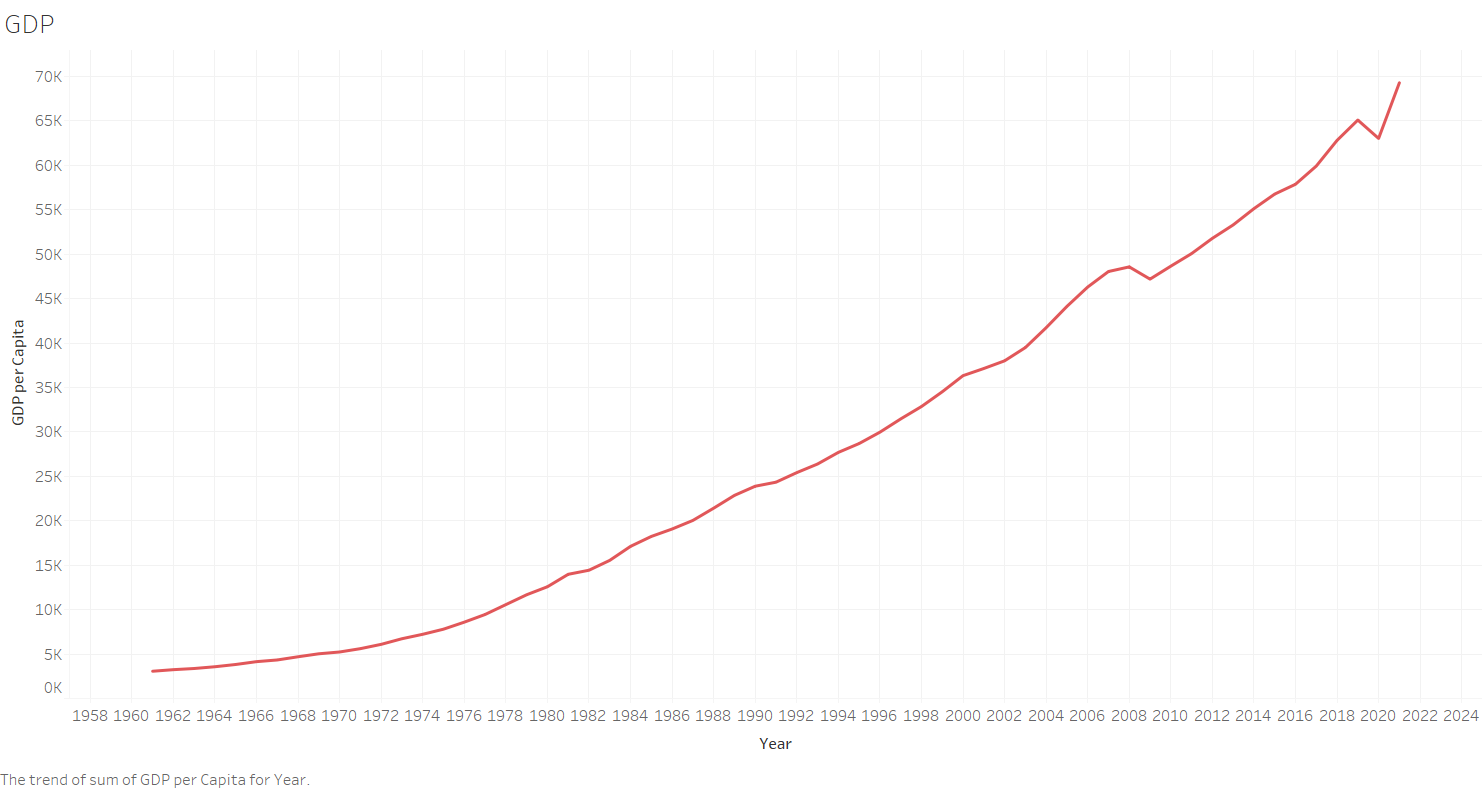 GDP
70K
65K
60K
55K
50K
45K
40K
35K
30K
25K
20K
15K
10K
5K
0K
GDP per Capita
1958 1960 1962 1964 1966 1968 1970 1972 1974 1976 1978 1980 1982 1984 1986 1988 1990 1992 1994 1996 1998 2000 2002 2004 2006 2008 2010 2012 2014 2016 2018 2020 2022 2024
Year
The trend of sum of GDP per Capita for Year.